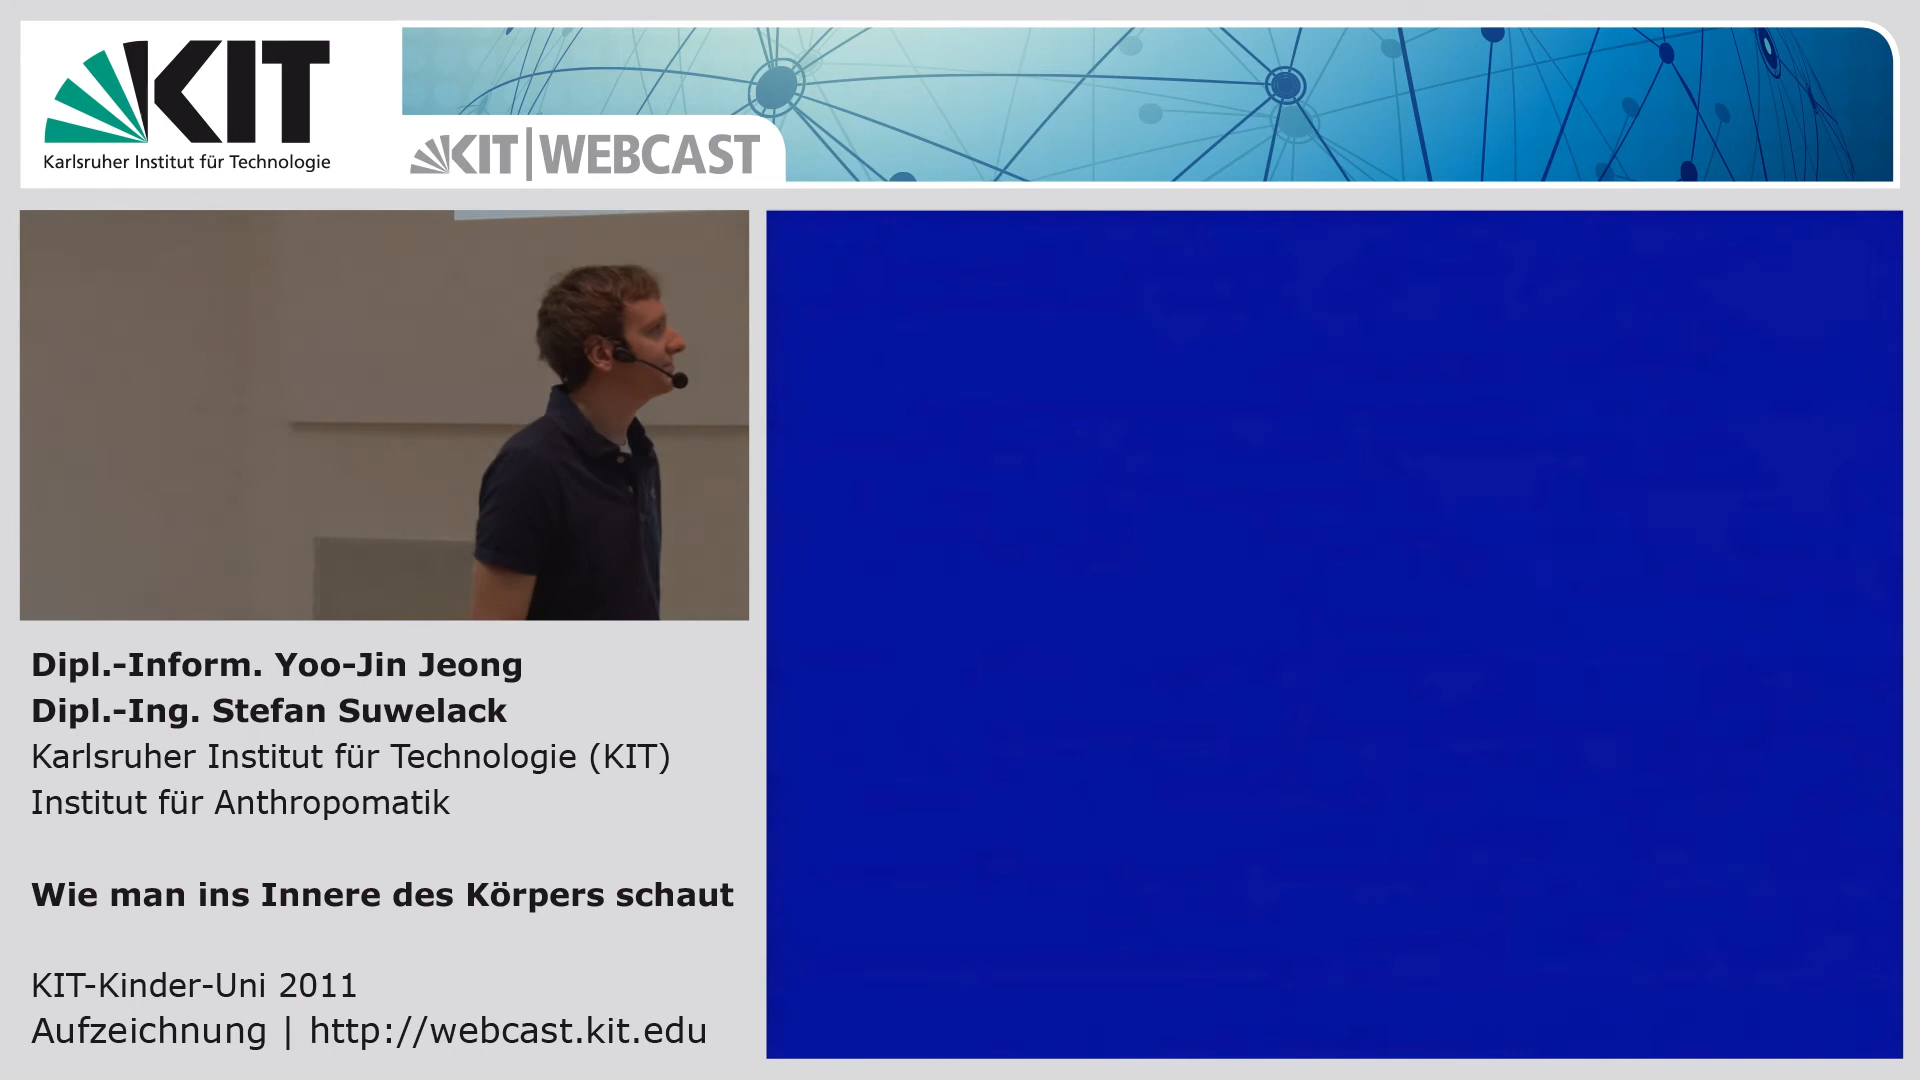 KIT
Karlsruher Institut für Technologie
KIT | WEBCAST
Dipl.-Inform. Yoo-Jin Jeong
Dipl.-Ing. Stefan Suwelack
Karlsruher Institut für Technologie (KIT)
Institut für Anthropomatik
Wie man ins Innere des Körpers schaut
KIT-Kinder-Uni 2011
Aufzeichnung | http://webcast.kit.edu